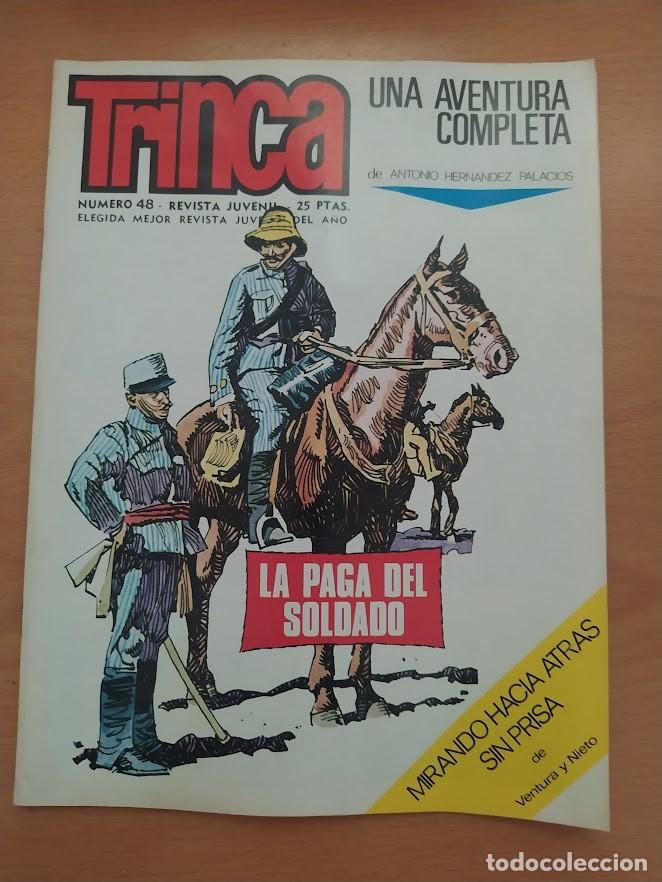 Trinca
NUMERO 48 - REVISTA JUVENIL - 25 PTAS.
ELEGIDA MEJOR REVISTA DEL AÑO
UNA AVENTURA
COMPLETA
de ANTONIO HERNANDEZ PALACIOS
LA PAGA DEL
SOLDADO
MIRANDO HACIA ATRAS
SIN PRISA
de
Ventura y Nieto
todocoleccion